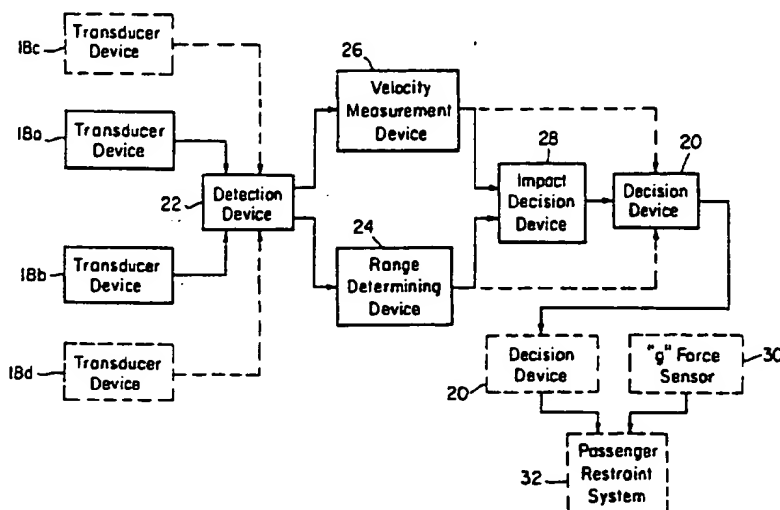 18c
Transducer
Device
18a
Transducer
Device
22
Detection
Device
18b
Transducer
Device
18d
Transducer
Device
26
Velocity
Measurement
Device
24
Range
Determining
Device
28
Impact
Decision
Device
20
Decision
Device
Decision
Device
20
"g" Force
Sensor
30
Passenger
Restraint
System
32